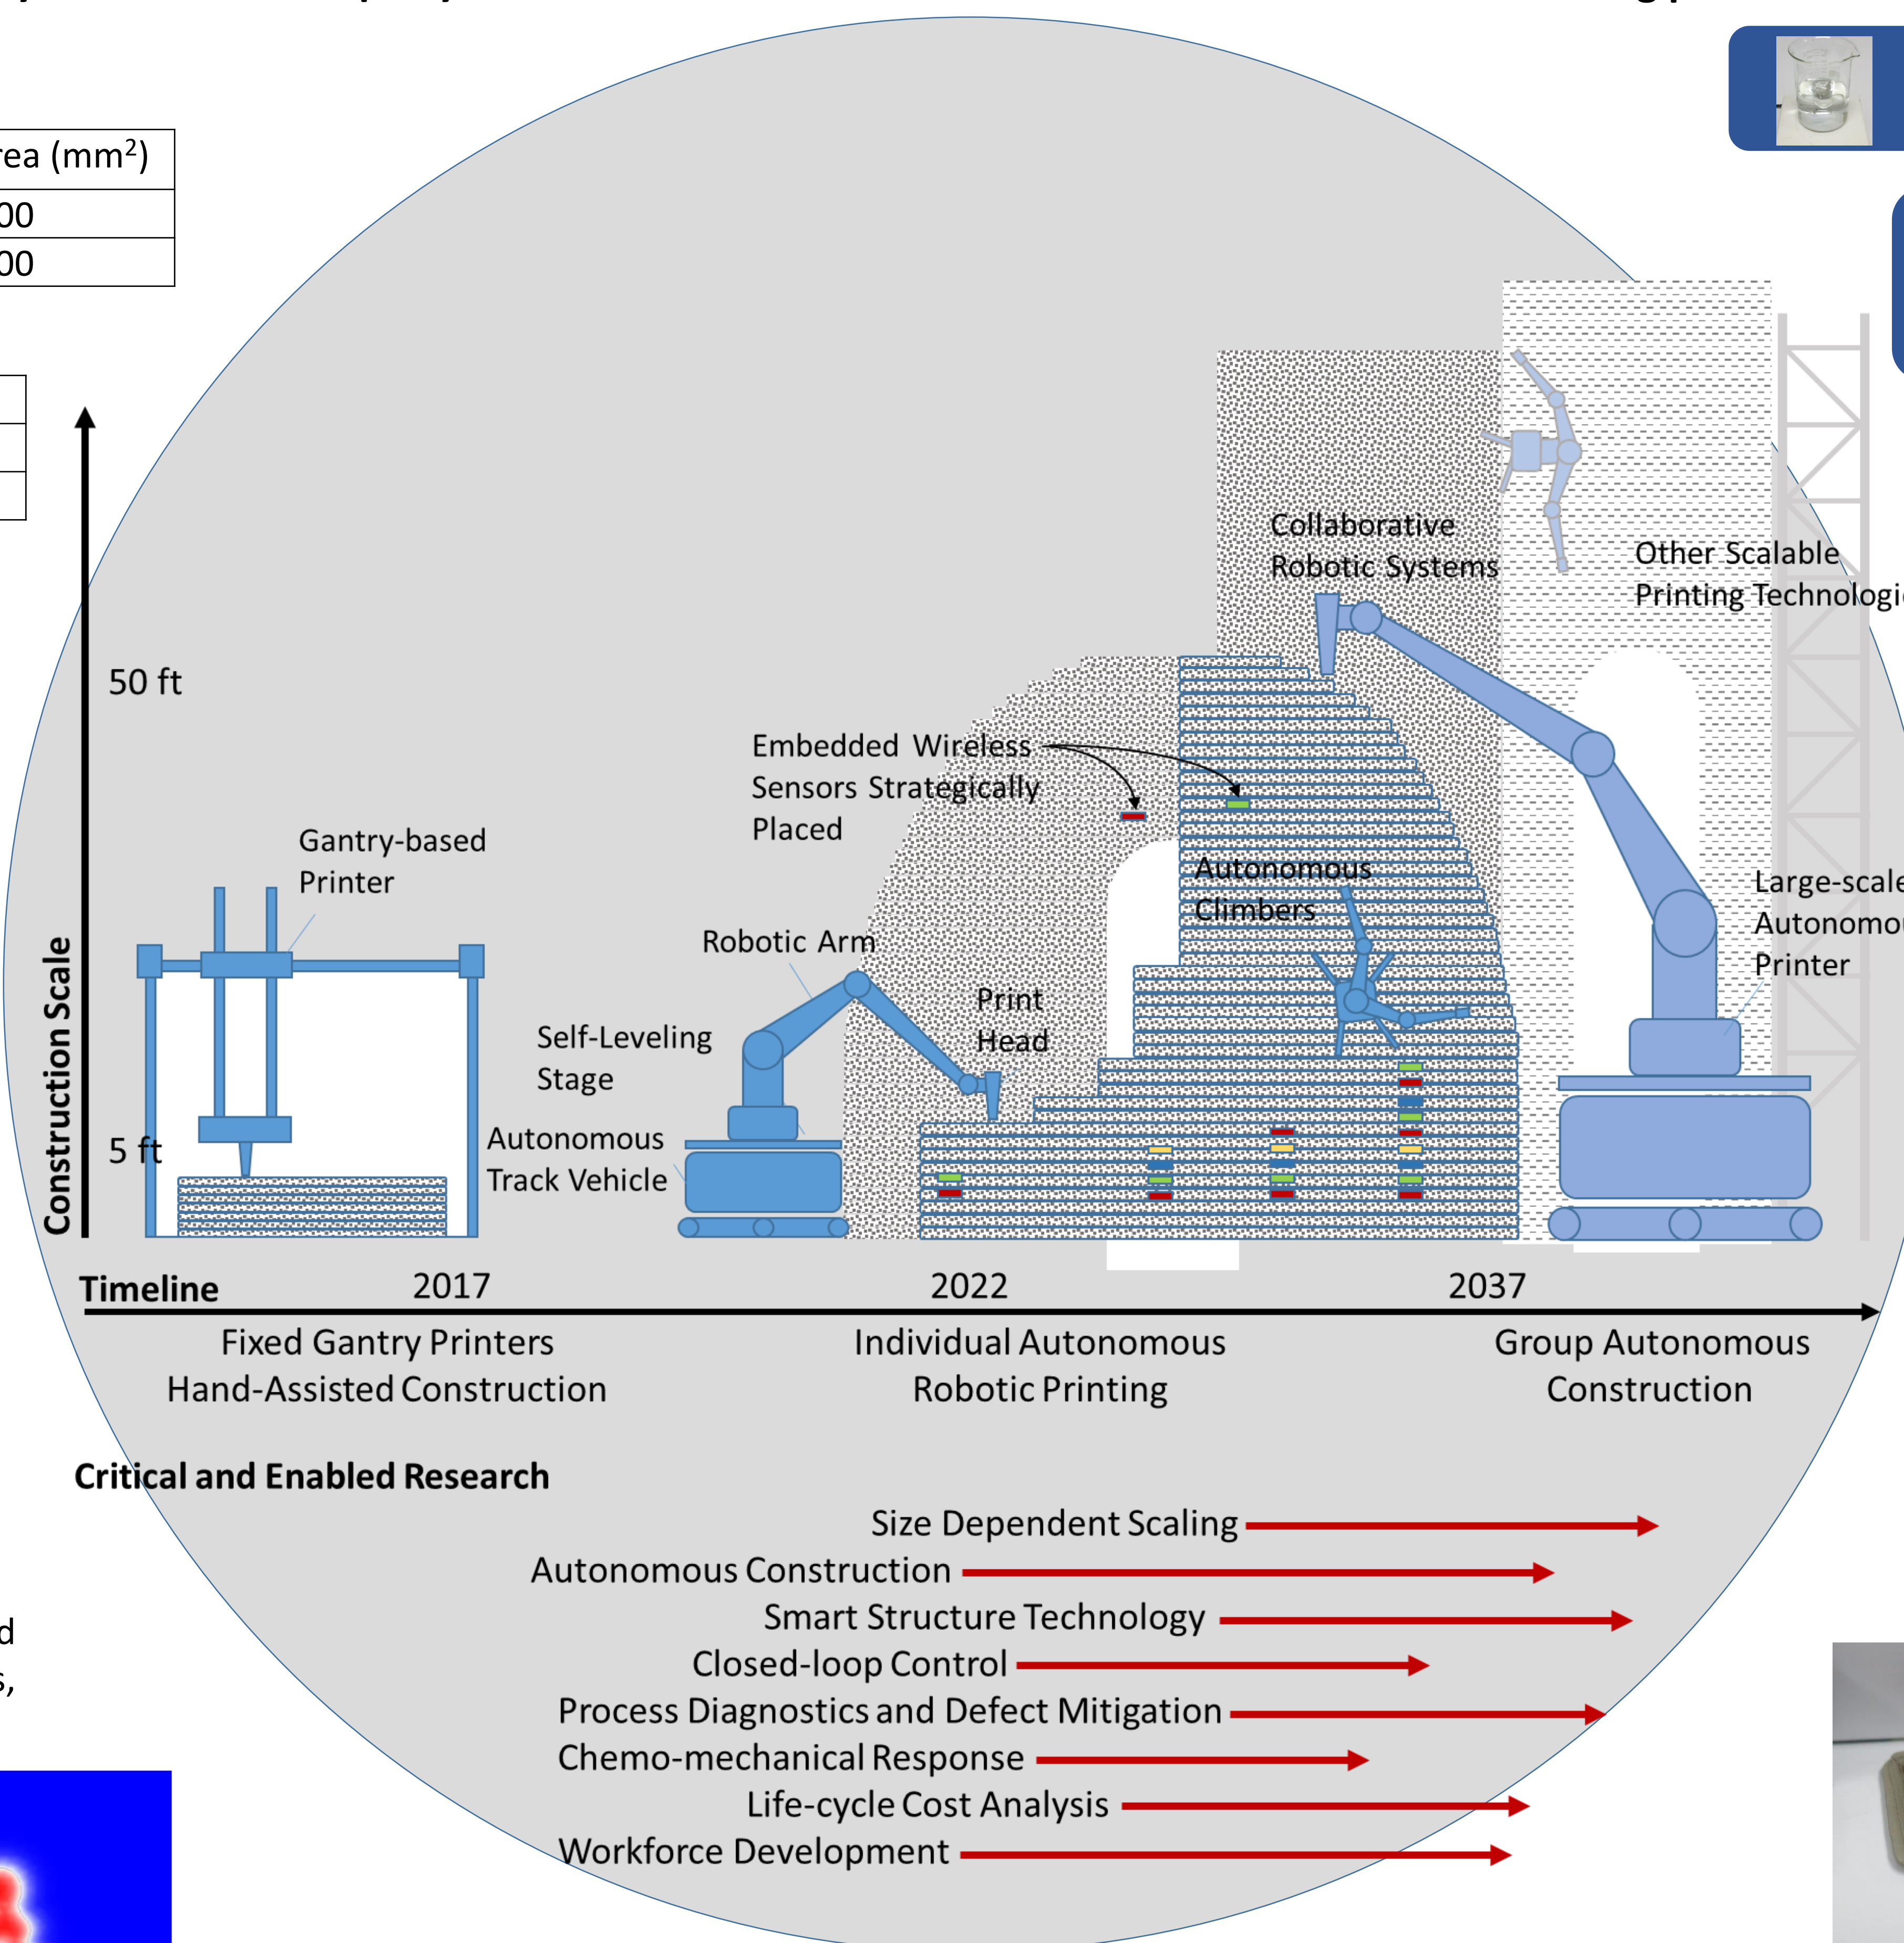 (mm²)
00
00
50 ft
5 ft
Construction Scale
Collaborative
Robotic Systems
Other Scalable
Printing
Embedded Wireless
Sensors Strategically
Placed
Gantry-based
Printer
Autonomous
Climbers
Large-scale
Printer
Robotic Arm
Print
Head
Self-Leveling
Stage
Autonomous
Track Vehicle
Timeline
2017
2022
2037
Fixed Gantry Printers
Hand-Assisted Construction
Individual Autonomous
Robotic Printing
Group Autonomous
Construction
Critical and Enabled Research
Size Dependent Scaling
Autonomous Construction
Smart Structure Technology
Closed-loop Control
Process Diagnostics and Defect Mitigation
Chemo-mechanical Response
Life-cycle Cost Analysis
Workforce Development